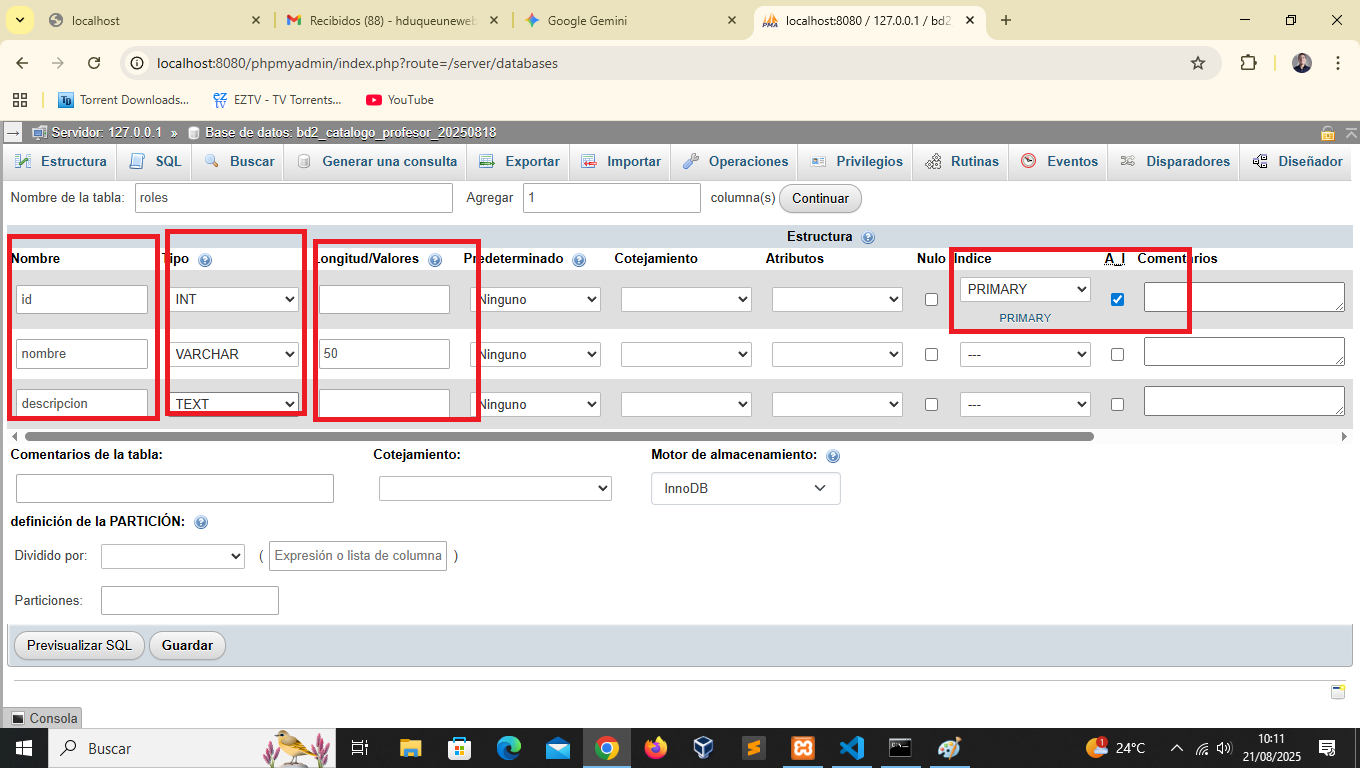 localhost
Recibidos (88) - hduqueuneweb
Google Gemini
localhost:8080 / 127.0.0.1 / bd2_
localhost:8080/phpmyadmin/index.php?route=/server/databases
Torrent Downloads...
EZTV - TV Torrents...
YouTube
Servidor: 127.0.0.1 » Base de datos: bd2_catalogo_profesor_20250818
Estructura SQL Buscar Generar una consulta Exportar Importar Operaciones Privilegios Rutinas Eventos Disparadores Diseñador
Nombre de la tabla: roles Agregar 1 columna(s) Continuar
Estructura
Nombre Tipo Longitud/Valores Predeterminado Cotejamiento Atributos Nulo Índice A_I Comentarios
id INT Ninguno PRIMARY
PRIMARY
nombre VARCHAR 50 Ninguno ---
descripcion TEXT Ninguno ---
Comentarios de la tabla: Cotejamiento: Motor de almacenamiento:
InnoDB
definición de la PARTICIÓN:
Dividido por: ( Expresión o lista de columna )
Particiones:
Previsualizar SQL Guardar
Consola
Buscar
1 24°C
10:11
21/08/2025